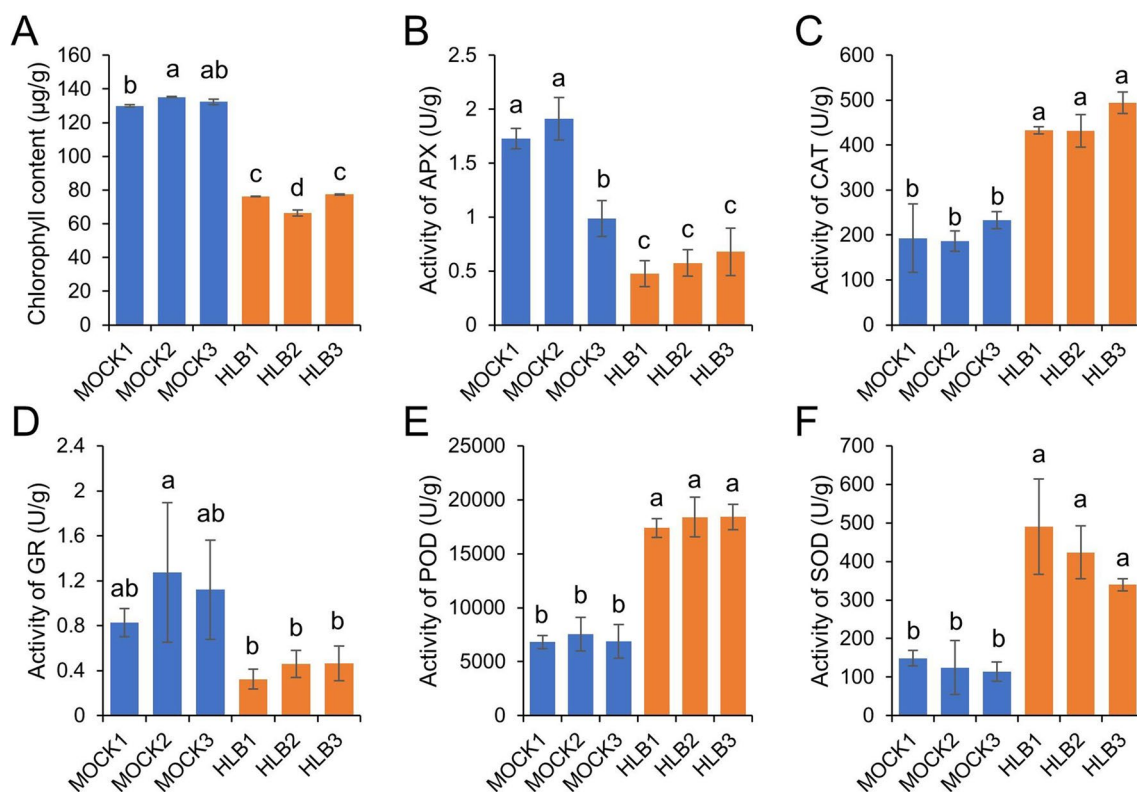 A
Chlorophyll content (µg/g)
160
140
120
100
80
60
40
20
0
b
a
ab
c
d
c
MOCK1
MOCK2
MOCK3
HLB1
HLB2
HLB3
B
Activity of APX (U/g)
2.5
2
1.5
1
0.5
0
a
a
b
c
c
c
MOCK1
MOCK2
MOCK3
HLB1
HLB2
HLB3
C
Activity of CAT (U/g)
600
500
400
300
200
100
0
b
b
b
a
a
a
MOCK1
MOCK2
MOCK3
HLB1
HLB2
HLB3
D
Activity of GR (U/g)
2.4
2
1.6
1.2
0.8
0.4
0
ab
a
ab
b
b
b
MOCK1
MOCK2
MOCK3
HLB1
HLB2
HLB3
E
Activity of POD (U/g)
25000
20000
15000
10000
5000
0
b
b
b
a
a
a
MOCK1
MOCK2
MOCK3
HLB1
HLB2
HLB3
F
Activity of SOD (U/g)
700
600
500
400
300
200
100
0
b
b
b
a
a
a
MOCK1
MOCK2
MOCK3
HLB1
HLB2
HLB3